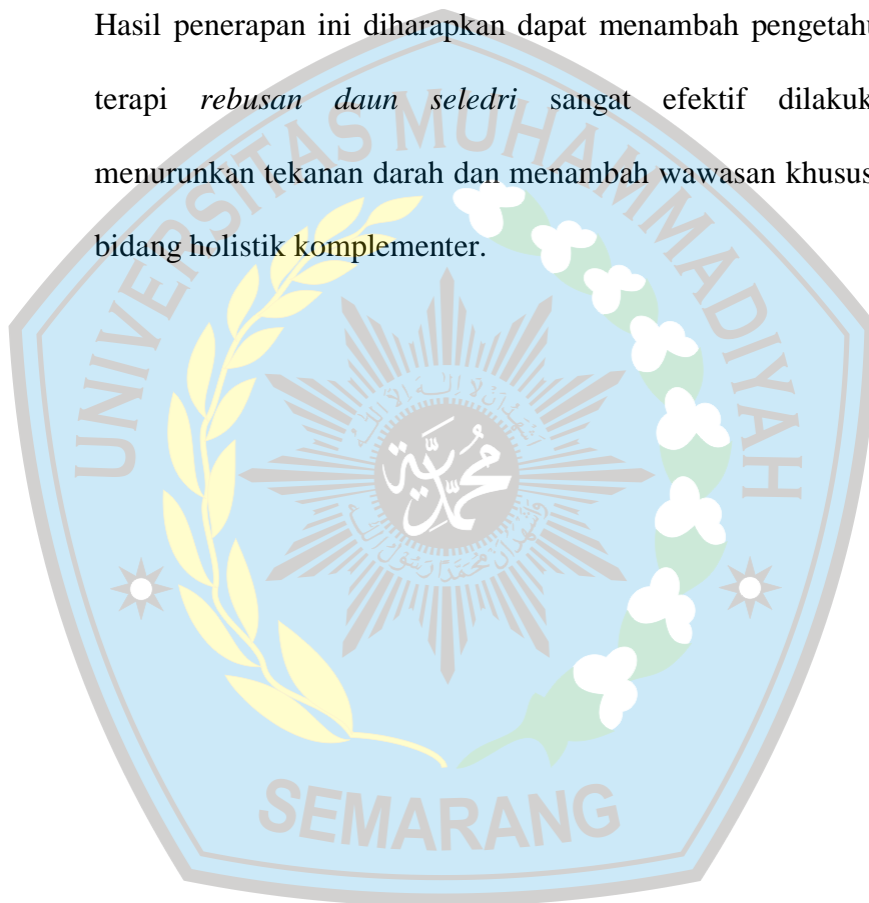 Hasil penerapan ini diharapkan dapat menambah pengetahu
terapi rebusan daun seledri sangat efektif dilakuk
menurunkan tekanan darah dan menambah wawasan khusus
bidang holistik komplementer.
UNIVERSITAS MUHAMMADIYAH
محمدية
SEMARANG